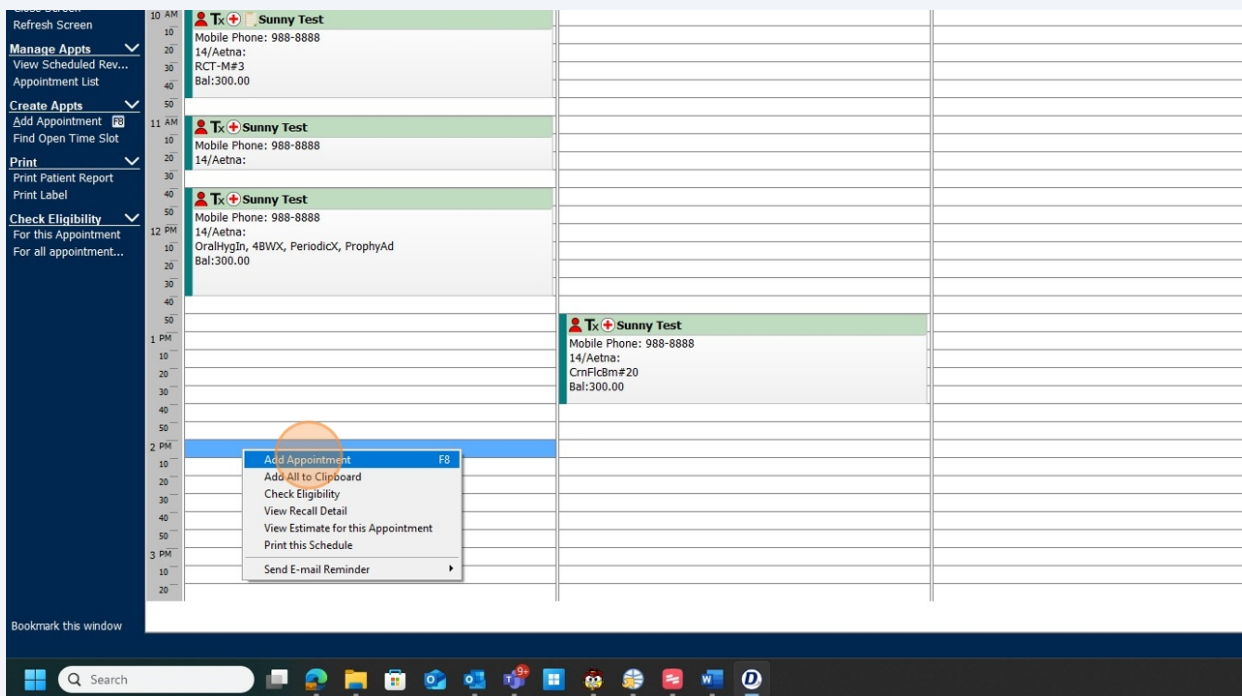 Refresh Screen
Manage Appts
View Scheduled Rev...
Appointment List
Create Appts
Add Appointment F8
Find Open Time Slot
Print
Print Patient Report
Print Label
Check Eligibility
For this Appointment
For all appointment...
Bookmark this window
10 AM
10
20
30
40
50
11 AM
10
20
30
40
50
12 PM
10
20
30
40
50
1 PM
10
20
30
40
50
2 PM
10
20
30
40
50
3 PM
10
20
Tx Sunny Test
Mobile Phone: 988-8888
14/Aetna:
RCT-M#3
Bal:300.00
Tx Sunny Test
Mobile Phone: 988-8888
14/Aetna:
Tx Sunny Test
Mobile Phone: 988-8888
14/Aetna:
OralHygIn, 4BWX, PeriodicX, ProphyAd
Bal:300.00
Tx Sunny Test
Mobile Phone: 988-8888
14/Aetna:
CrnFlcBm#20
Bal:300.00
Add Appointment F8
Add All to Clipboard
Check Eligibility
View Recall Detail
View Estimate for this Appointment
Print this Schedule
Send E-mail Reminder
Search
9+